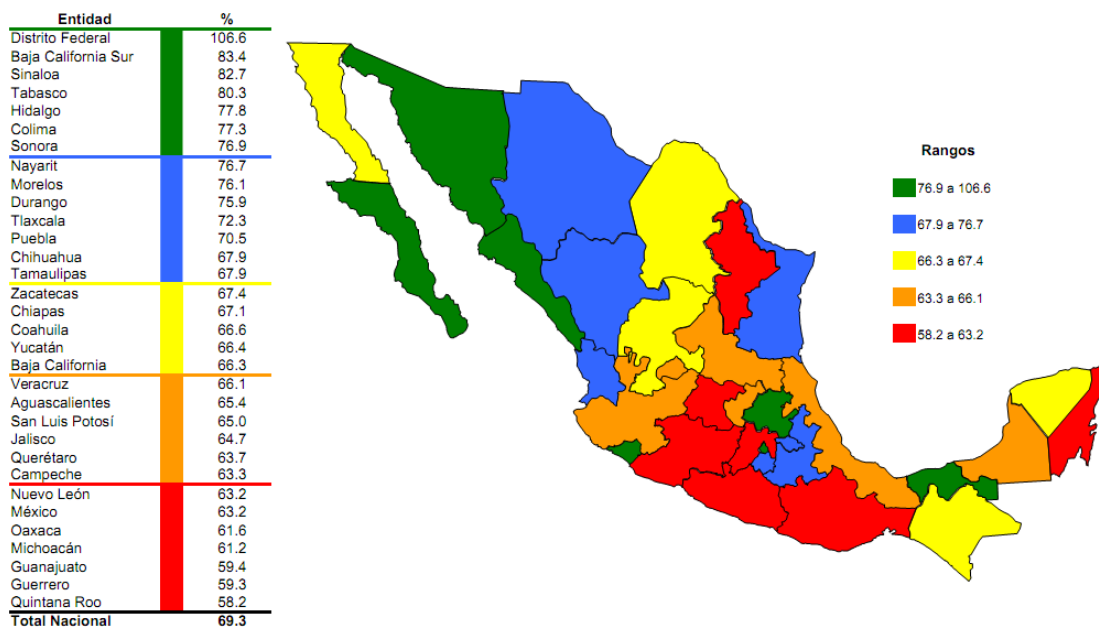 Entidad %
Distrito Federal 106.6
Baja California Sur 83.4
Sinaloa 82.7
Tabasco 80.3
Hidalgo 77.8
Colima 77.3
Sonora 76.9
Nayarit 76.7
Morelos 76.1
Durango 75.9
Tlaxcala 72.3
Puebla 70.5
Chihuahua 67.9
Tamaulipas 67.9
Zacatecas 67.4
Chiapas 67.1
Coahuila 66.6
Yucatán 66.4
Baja California 66.3
Veracruz 66.1
Aguascalientes 65.4
San Luis Potosí 65.0
Jalisco 64.7
Querétaro 63.7
Campeche 63.3
Nuevo León 63.2
México 63.2
Oaxaca 61.6
Michoacán 61.2
Guanajuato 59.4
Guerrero 59.3
Quintana Roo 58.2
Total Nacional 69.3
Rangos
76.9 a 106.6
67.9 a 76.7
66.3 a 67.4
63.3 a 66.1
58.2 a 63.2